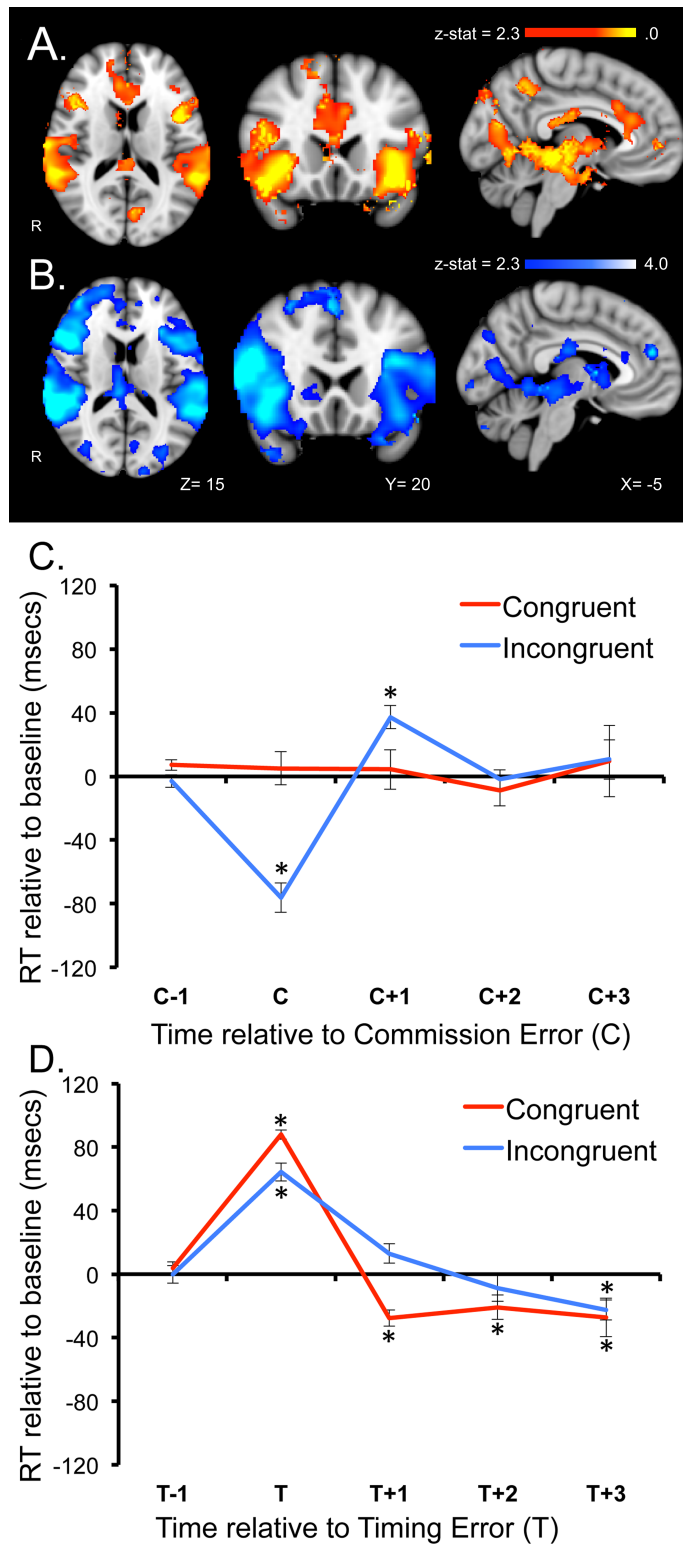 A.
z-stat = 2.3 .0
R
B.
z-stat = 2.3 4.0
R
Z= 15 Y= 20 X= -5
C.
120
80
40
0
-40
-80
-120
RT relative to baseline (msecs)
Congruent
Incongruent
*
*
C-1 C C+1 C+2 C+3
Time relative to Commission Error (C)
D.
120
80
40
0
-40
-80
-120
RT relative to baseline (msecs)
Congruent
Incongruent
*
*
*
* * *
T-1 T T+1 T+2 T+3
Time relative to Timing Error (T)